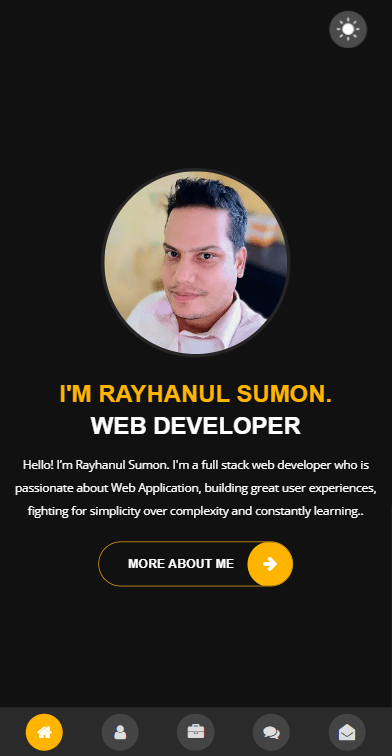 I'M RAYHANUL SUMON.
WEB DEVELOPER
Hello! I’m Rayhanul Sumon. I'm a full stack web developer who is
passionate about Web Application, building great user experiences,
fighting for simplicity over complexity and constantly learning..
MORE ABOUT ME